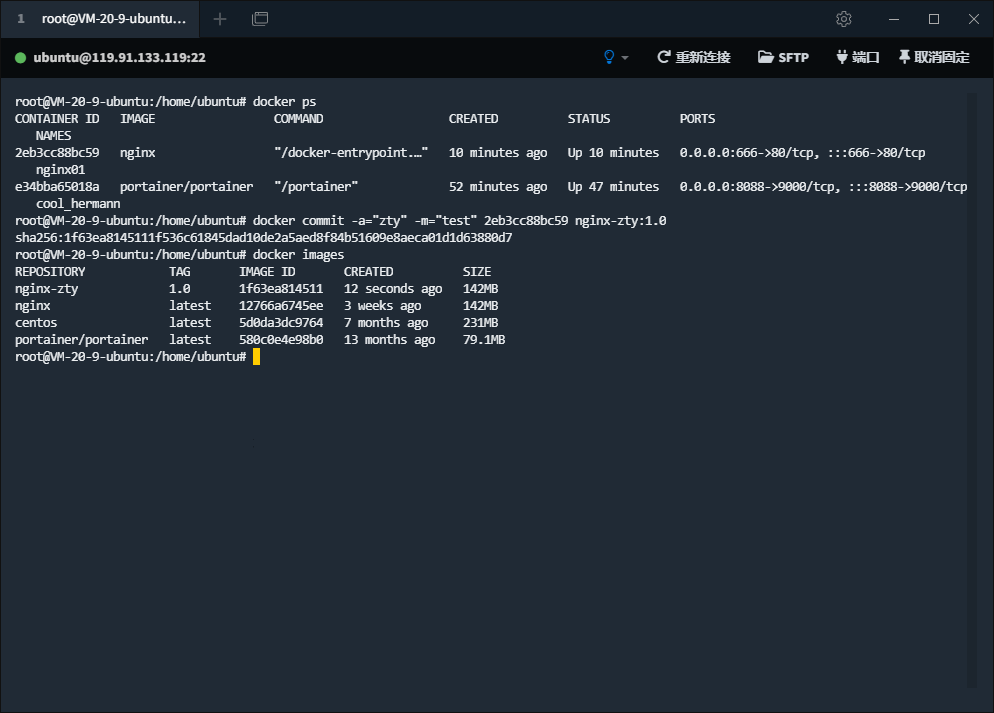 1 root@VM-20-9-ubuntu...
ubuntu@119.91.133.119:22 重新连接 SFTP 端口 取消固定
root@VM-20-9-ubuntu:/home/ubuntu# docker ps
CONTAINER ID   IMAGE                 COMMAND                  CREATED          STATUS          PORTS
   NAMES
2eb3cc88bc59   nginx                 "/docker-entrypoint.…"   10 minutes ago   Up 10 minutes   0.0.0.0:666->80/tcp, :::666->80/tcp
   nginx01
e34bba65018a   portainer/portainer   "/portainer"             52 minutes ago   Up 47 minutes   0.0.0.0:8088->9000/tcp, :::8088->9000/tcp
   cool_hermann
root@VM-20-9-ubuntu:/home/ubuntu# docker commit -a="zty" -m="test" 2eb3cc88bc59 nginx-zty:1.0
sha256:1f63ea8145111f536c61845dad10de2a5aed8f84b51609e8aeca01d1d63880d7
root@VM-20-9-ubuntu:/home/ubuntu# docker images
REPOSITORY            TAG       IMAGE ID       CREATED          SIZE
nginx-zty             1.0       1f63ea814511   12 seconds ago   142MB
nginx                 latest    12766a6745ee   3 weeks ago      142MB
centos                latest    5d0da3dc9764   7 months ago     231MB
portainer/portainer   latest    580c0e4e98b0   13 months ago    79.1MB
root@VM-20-9-ubuntu:/home/ubuntu#